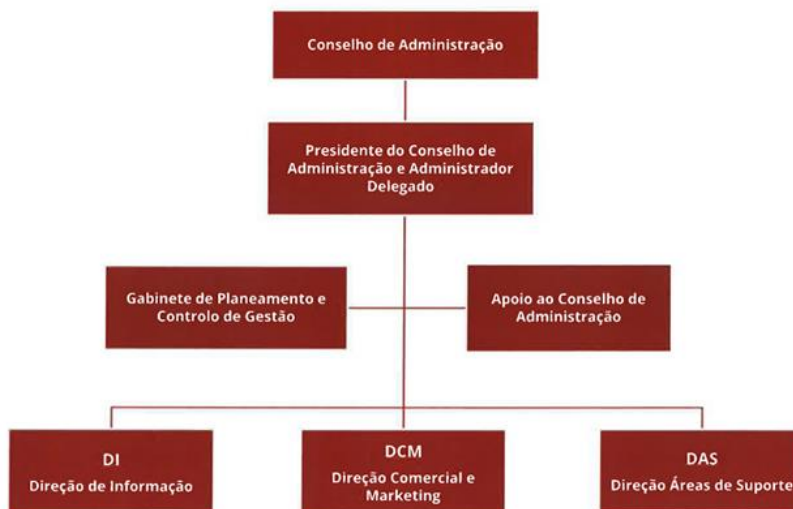 Conselho de Administração
Presidente do Conselho de
Administração e Administrador
Delegado
Gabinete de Planeamento e
Controlo de Gestão
Apoio ao Conselho de
Administração
DI
Direção de Informação
DCM
Direção Comercial e
Marketing
DAS
Direção Áreas de Suporte